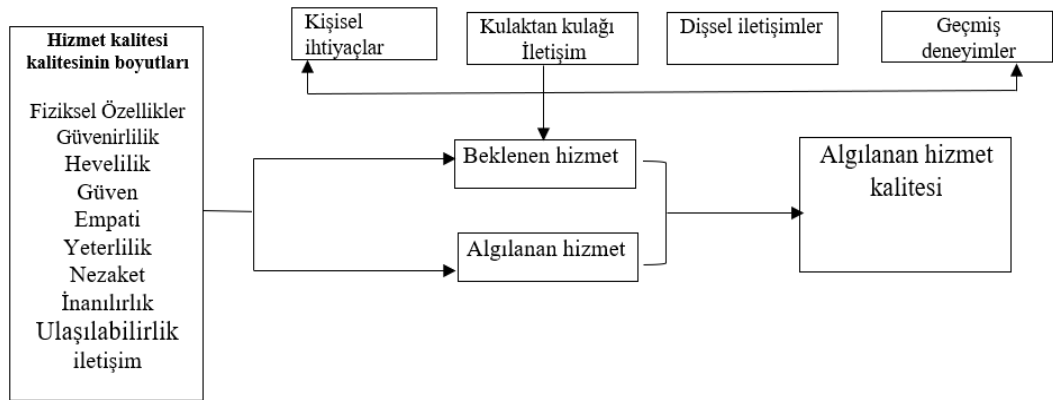 Hizmet kalitesi
kalitesinin boyutları
Fiziksel Özellikler
Güvenirlilik
Hevelilik
Güven
Empati
Yeterlilik
Nezaket
İnanılırlık
Ulaşılabilirlik
iletişim
Kişisel
ihtiyaçlar
Kulaktan kulağı
İletişim
Dişsel iletişimler
Geçmiş
deneyimler
Beklenen hizmet
Algılanan hizmet
Algılanan hizmet
kalitesi